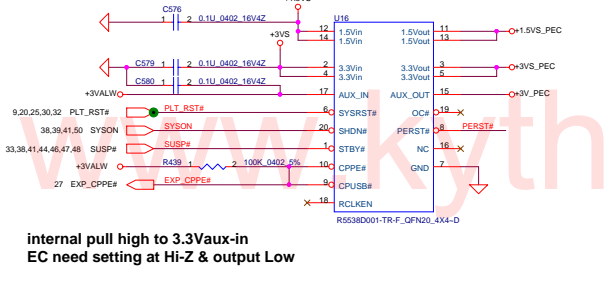 C576
1 2 0.1U_0402_16V4Z
+3VS
U16
12 1.5Vin 1.5Vout 11 +1.5VS_PEC
14 1.5Vin 1.5Vout 13
C579 1 2 0.1U_0402_16V4Z
2 3.3Vin 3.3Vout 3 +3VS_PEC
4 3.3Vin 3.3Vout 5
C580 1 2 0.1U_0402_16V4Z
+3VALW 17 AUX_IN AUX_OUT 15 +3V_PEC
9,20,25,30,32 PLT_RST# PLT_RST# 6 SYSRST# OC# 19
38,39,41,50 SYSON SYSON 20 SHDN# PERST# 8 PERST#
33,38,41,44,46,47,48 SUSP# SUSP# 1 STBY# NC 16
+3VALW R439 1 2 100K_0402_5% 10 CPPE# GND 7
27 EXP_CPPE# EXP_CPPE# 9 CPUSB#
18 RCLKEN
R5538D001-TR-F_QFN20_4X4~D
www.kyth
internal pull high to 3.3Vaux-in
EC need setting at Hi-Z & output Low